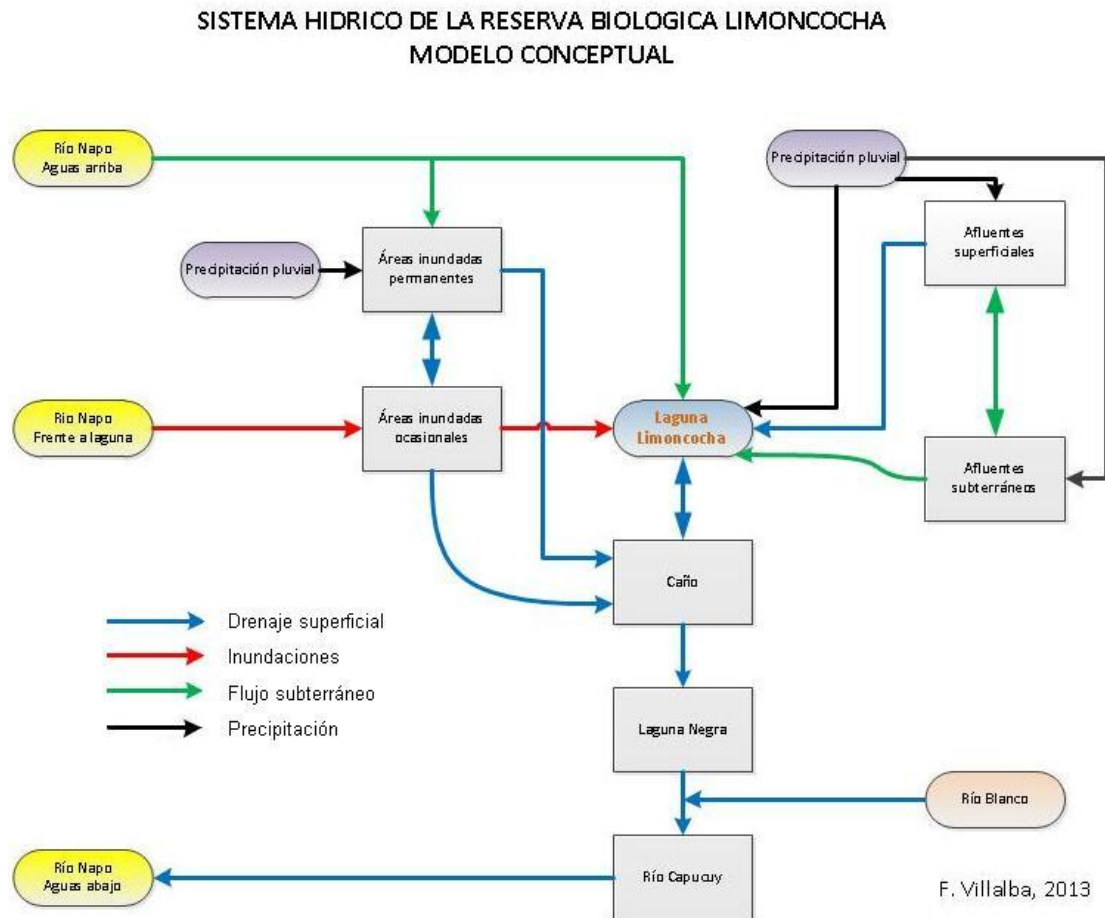 SISTEMA HIDRICO DE LA RESERVA BIOLOGICA LIMONCOCHA
MODELO CONCEPTUAL
Río Napo
Aguas arriba
Precipitación pluvial
Afluentes
superficiales
Precipitación pluvial
Áreas inundadas
permanentes
Río Napo
Frente a laguna
Áreas inundadas
ocasionales
Laguna
Limoncocha
Afluentes
subterráneos
Caño
Drenaje superficial
Inundaciones
Flujo subterráneo
Precipitación
Laguna Negra
Río Blanco
Río Napo
Aguas abajo
Río Capucuy
F. Villalba, 2013